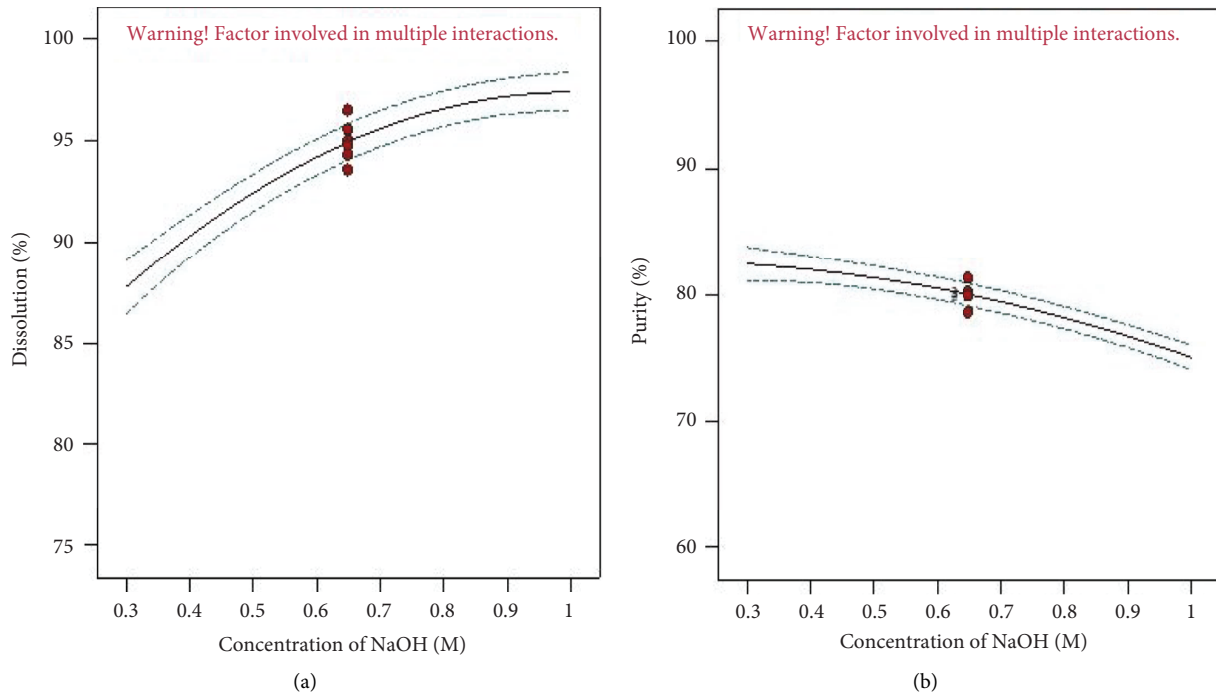 Warning! Factor involved in multiple interactions.
100
95
90
85
80
75
Dissolution (%)
0.3 0.4 0.5 0.6 0.7 0.8 0.9 1
Concentration of NaOH (M)
(a)
Warning! Factor involved in multiple interactions.
100
90
80
70
60
Purity (%)
0.3 0.4 0.5 0.6 0.7 0.8 0.9 1
Concentration of NaOH (M)
(b)